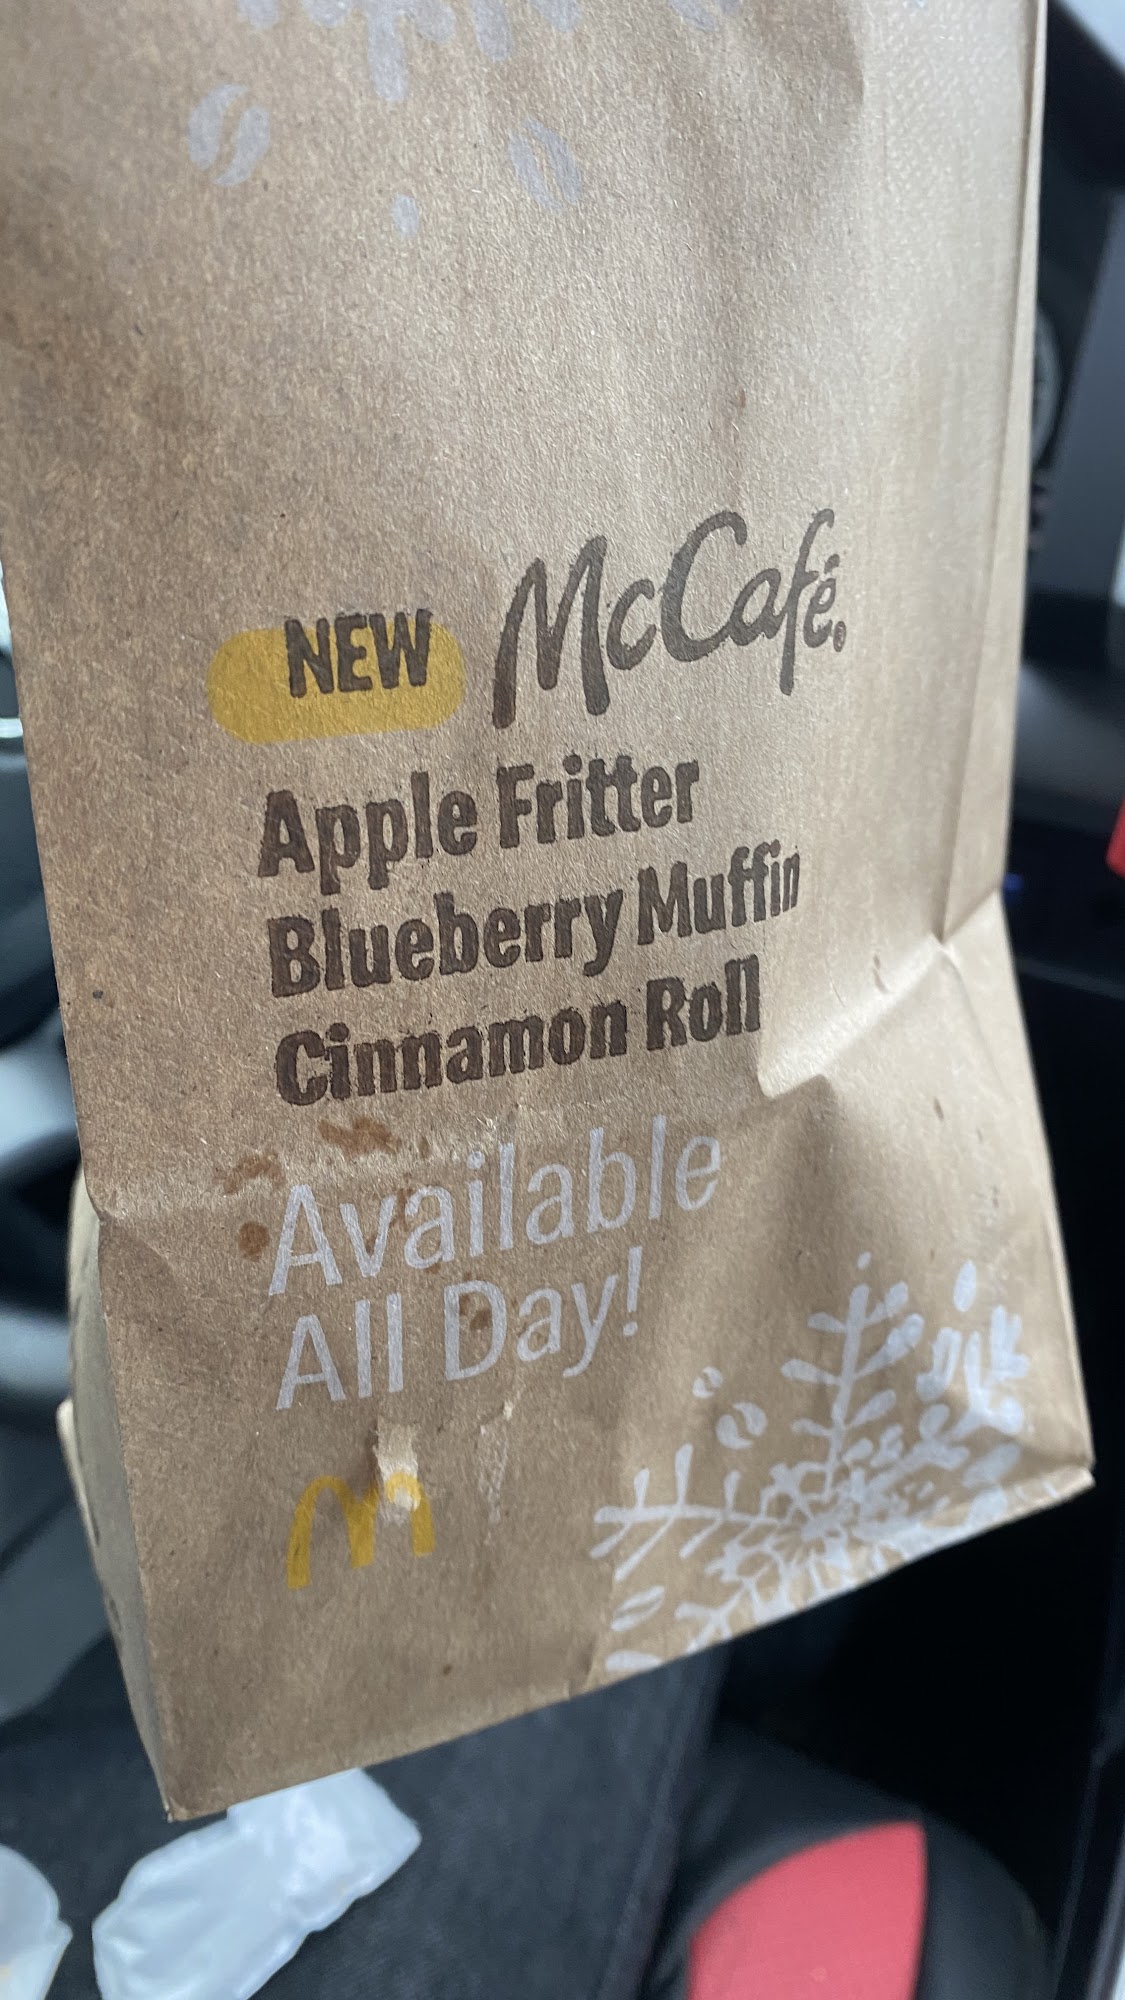 NEW McCafé®
Apple Fritter
Blueberry Muffin
Cinnamon Roll
Available
All Day!